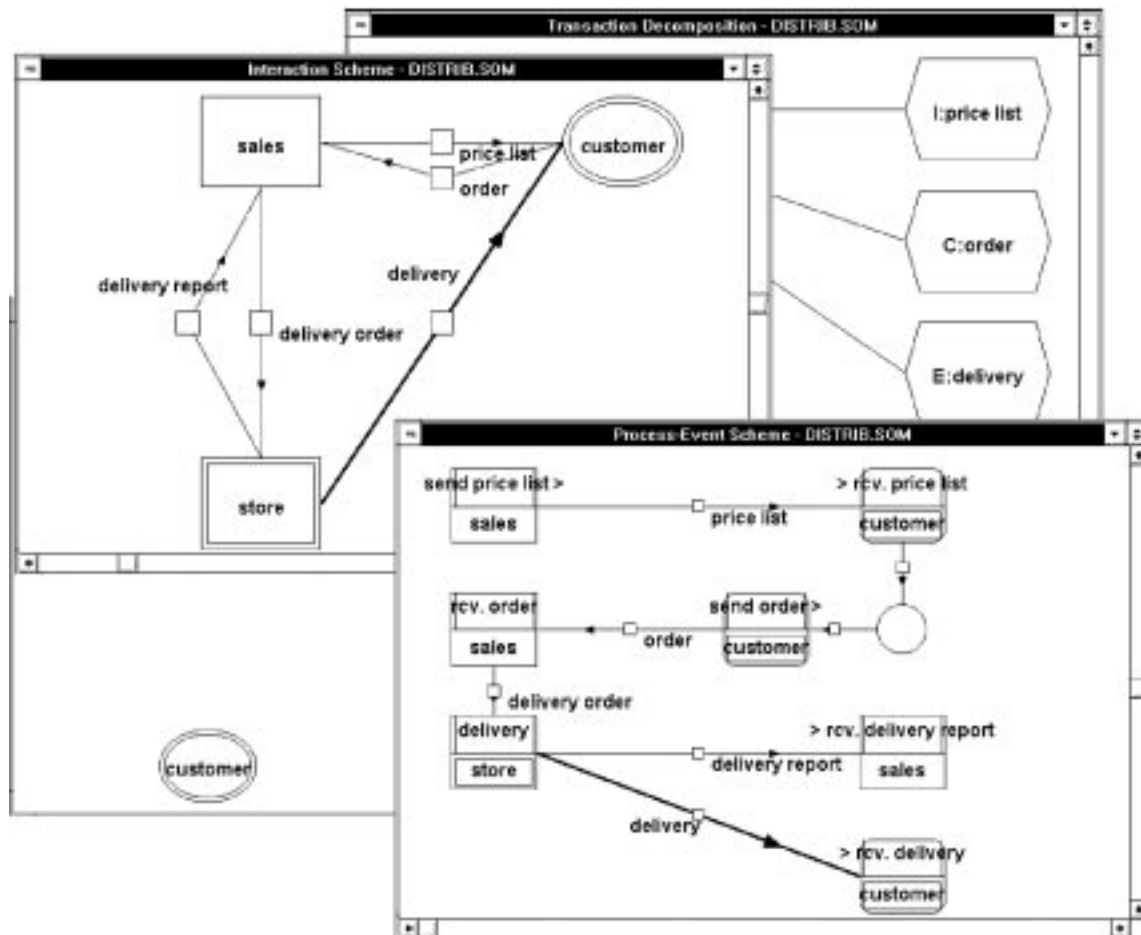 Transaction Decomposition - DISTRIB.SOM
I:price list
C:order
E:delivery
Interaction Scheme - DISTRIB.SOM
sales
customer
price list
order
delivery
delivery report
delivery order
store
customer
Process-Event Scheme - DISTRIB.SOM
send price list >
sales
price list
> rcv. price list
customer
rcv. order
sales
order
send order >
customer
delivery order
delivery
store
delivery report
> rcv. delivery report
sales
delivery
> rcv. delivery
customer